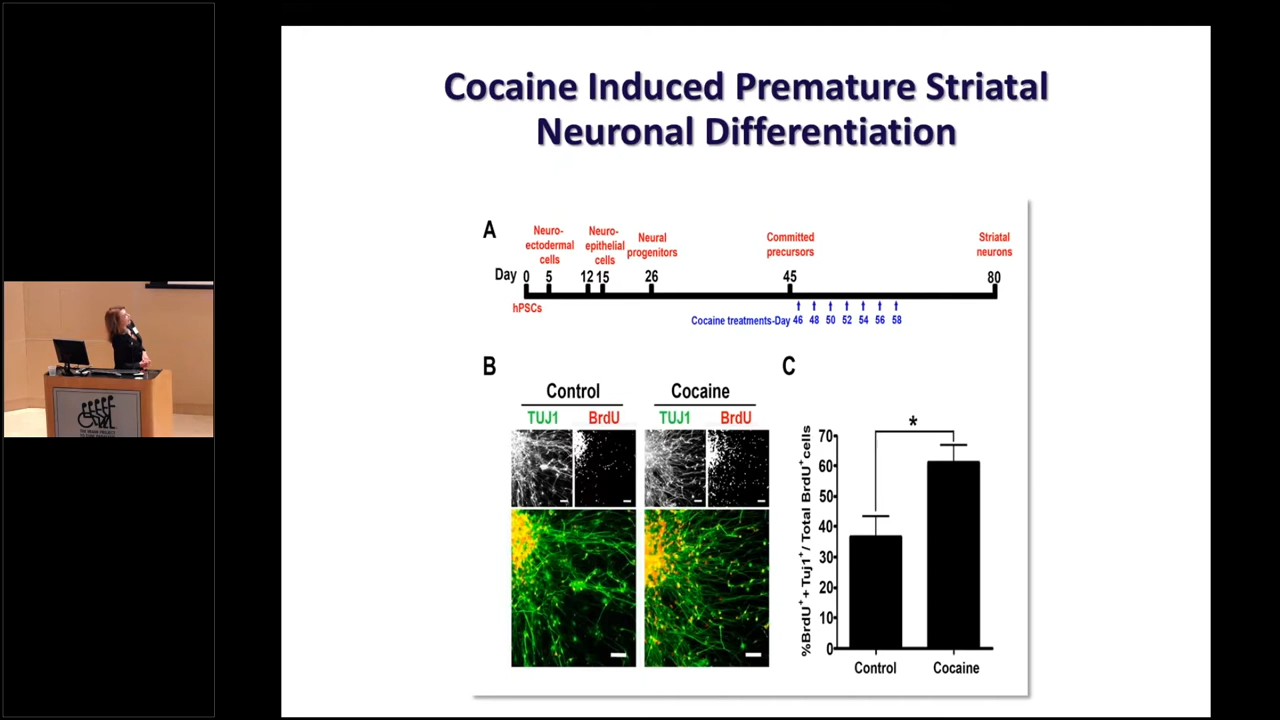 Cocaine Induced Premature Striatal
Neuronal Differentiation
A
Neuro-
ectodermal
cells
Neuro-
epithelial
cells
Neural
progenitors
Committed
precursors
Striatal
neurons
Day 0 5 12 15 26 45 80
hPSCs
Cocaine treatments-Day 46 48 50 52 54 56 58
B
Control Cocaine
TUJ1 BrdU TUJ1 BrdU
C
*
%BrdU⁺+Tuj1⁺/ Total BrdU⁺cells
70
60
50
40
30
20
10
0
Control Cocaine